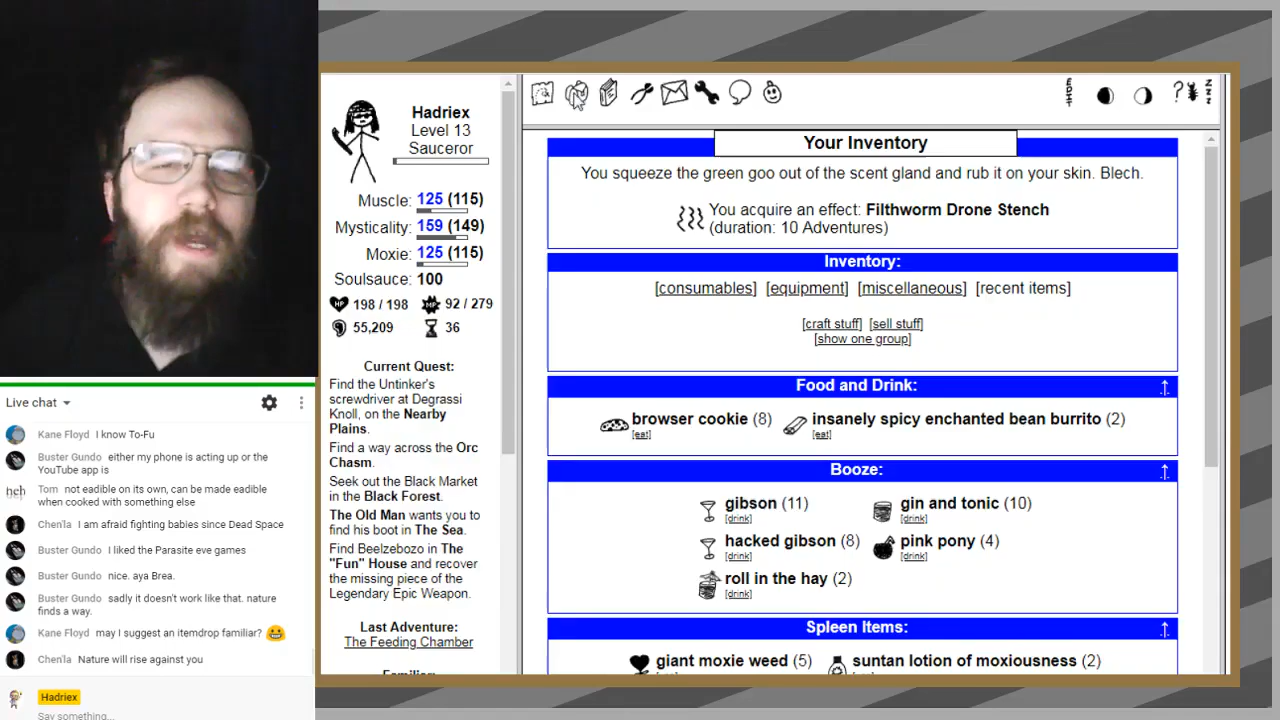 Live chat
Kane Floyd I know To-Fu
Buster Gundo either my phone is acting up or the
YouTube app is
Tom not eadible on its own, can be made eadible
when cooked with something else
Chen'la I am afraid fighting babies since Dead Space
Buster Gundo I liked the Parasite eve games
Buster Gundo nice. aya Brea.
Buster Gundo sadly it doesn't work like that. nature
finds a way.
Kane Floyd may I suggest an itemdrop familiar?
Chen'la Nature will rise against you
Hadriex
Say something...
Hadriex
Level 13
Sauceror
Muscle: 125 (115)
Mysticality: 159 (149)
Moxie: 125 (115)
Soulsauce: 100
HP 198 / 198 MP 92 / 279
55,209 36
Current Quest:
Find the Untinker's
screwdriver at Degrassi
Knoll, on the Nearby
Plains.
Find a way across the Orc
Chasm.
Seek out the Black Market
in the Black Forest.
The Old Man wants you to
find his boot in The Sea.
Find Beelzebozo in The
"Fun" House and recover
the missing piece of the
Legendary Epic Weapon.
Last Adventure:
The Feeding Chamber
Familiar:
Your Inventory
You squeeze the green goo out of the scent gland and rub it on your skin. Blech.
You acquire an effect: Filthworm Drone Stench
(duration: 10 Adventures)
Inventory:
[consumables] [equipment] [miscellaneous] [recent items]
[craft stuff] [sell stuff]
[show one group]
Food and Drink: ↑
browser cookie (8) insanely spicy enchanted bean burrito (2)
[eat] [eat]
Booze: ↑
gibson (11) gin and tonic (10)
[drink] [drink]
hacked gibson (8) pink pony (4)
[drink] [drink]
roll in the hay (2)
[drink]
Spleen Items: ↑
giant moxie weed (5) suntan lotion of moxiousness (2)